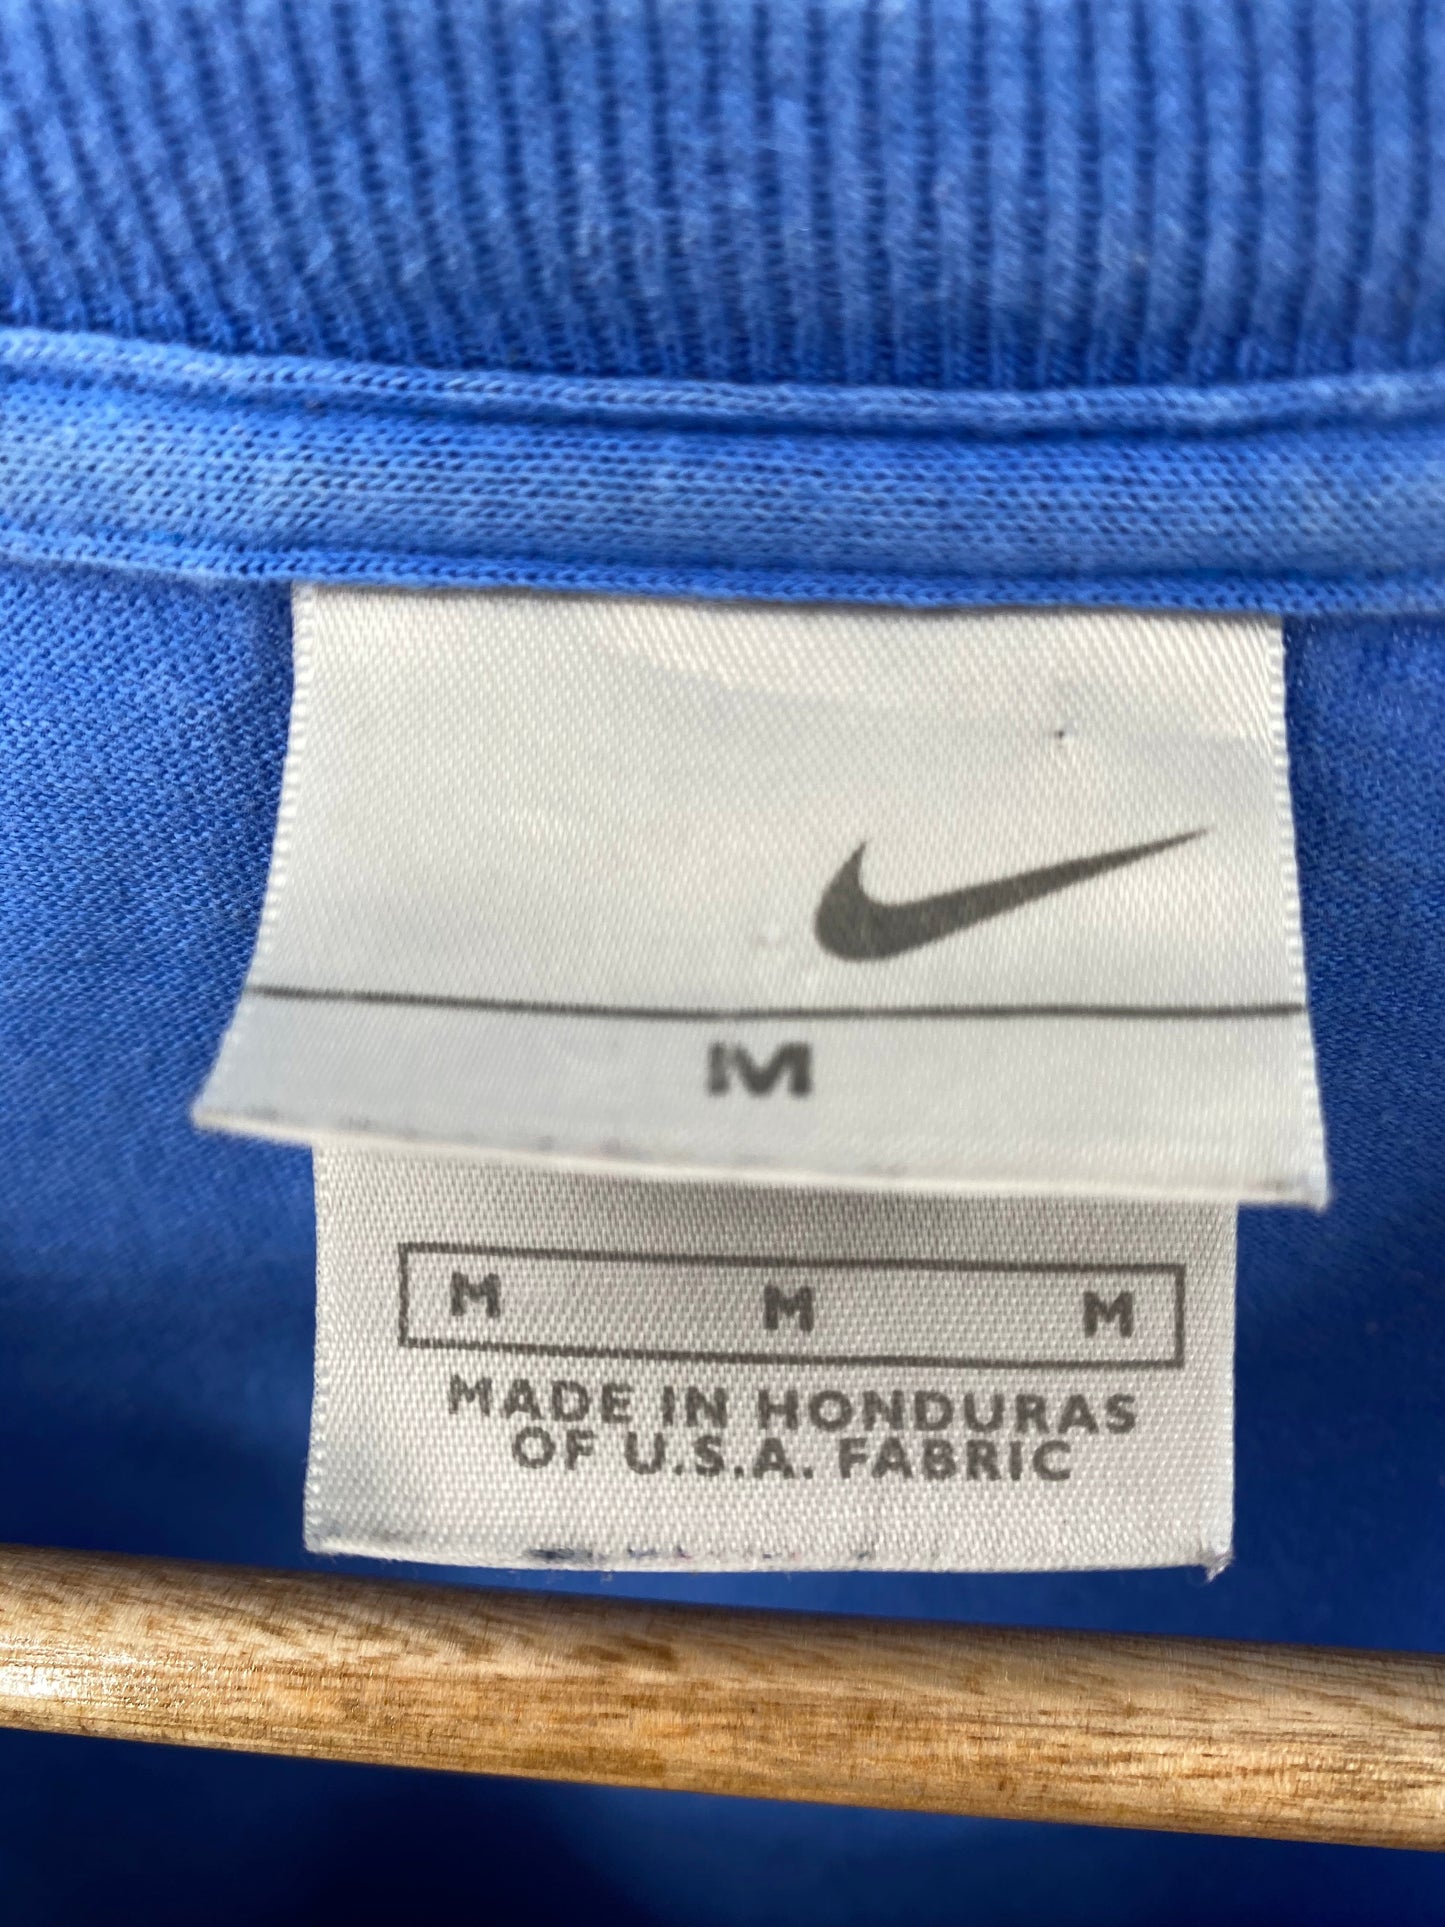 M
M M M
MADE IN HONDURAS
OF U.S.A. FABRIC